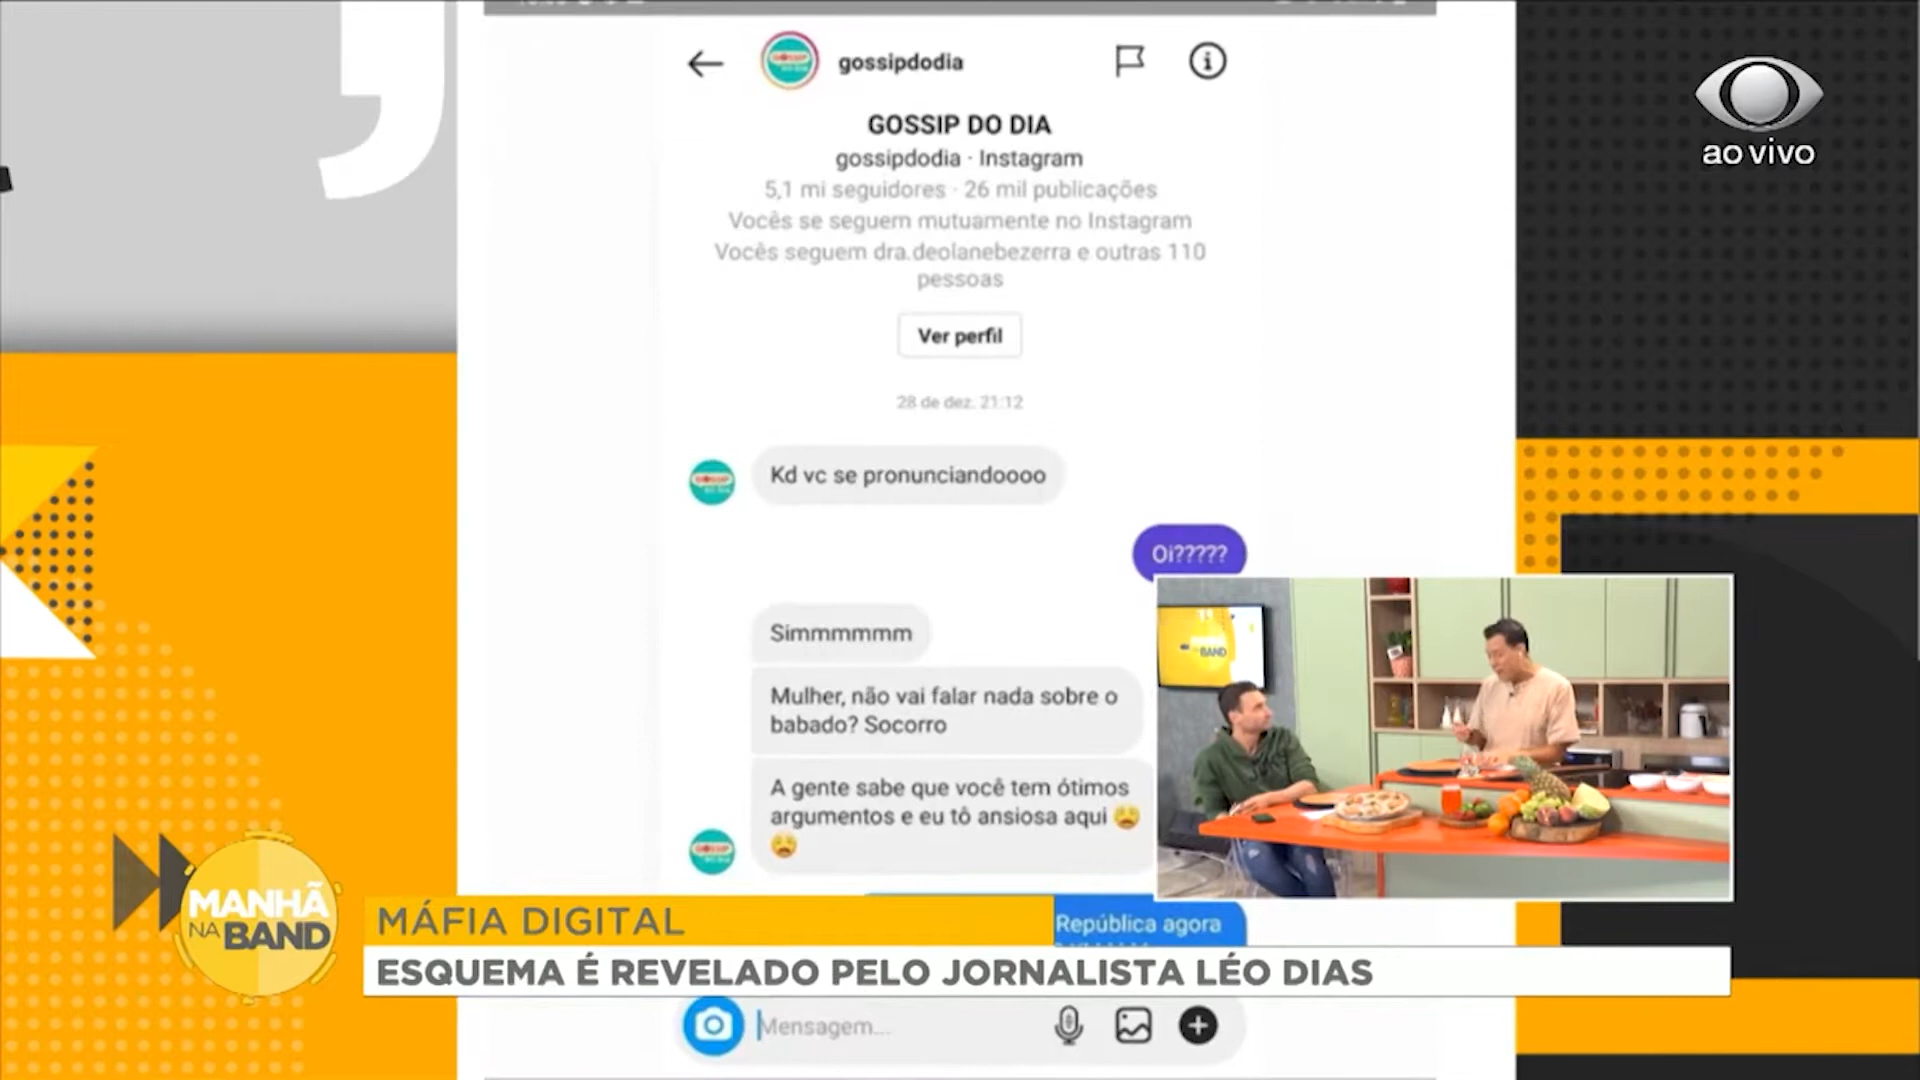 gossipdodia
GOSSIP DO DIA
gossipdodia · Instagram
5,1 mi seguidores · 26 mil publicações
Vocês se seguem mutuamente no Instagram
Vocês seguem dra.deolanebezerra e outras 110
pessoas
Ver perfil
28 de dez. 21:12
Kd vc se pronunciandoooo
Oi?????
Simmmmmm
Mulher, não vai falar nada sobre o
babado? Socorro
A gente sabe que você tem ótimos
argumentos e eu tô ansiosa aqui 😩
😩
República agora
Mensagem...
ao vivo
BAND
MANHÃ
NA BAND
MÁFIA DIGITAL
ESQUEMA É REVELADO PELO JORNALISTA LÉO DIAS